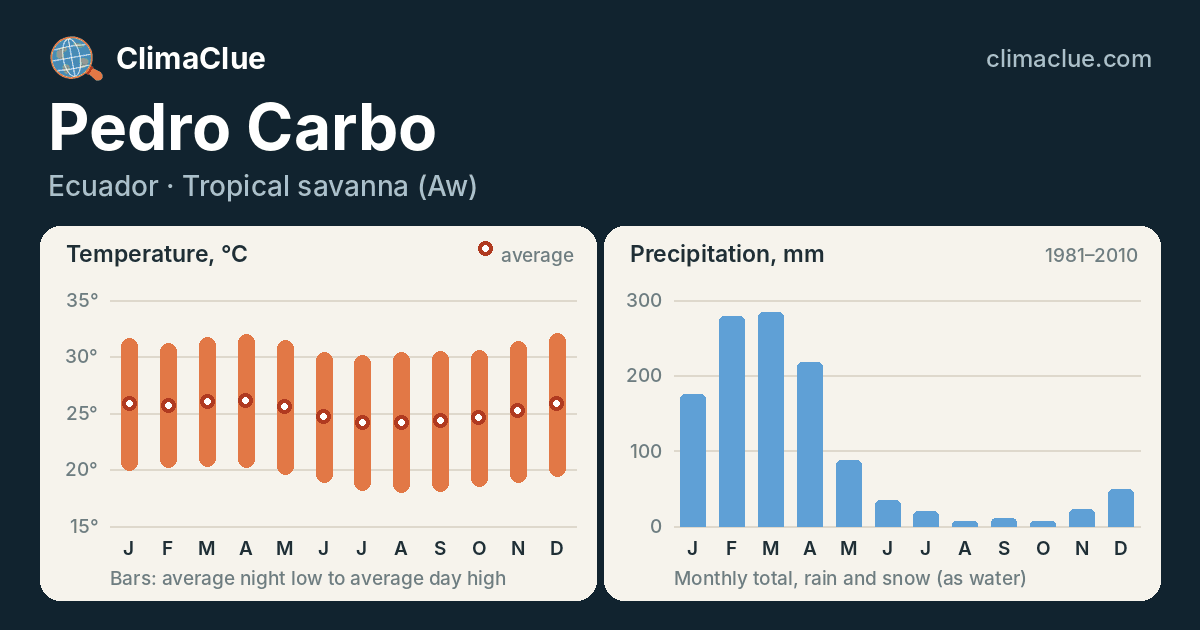 ClimaClue
climaclue.com
Pedro Carbo
Ecuador · Tropical savanna (Aw)
Temperature, °C
average
35°
30°
25°
20°
15°
J F M A M J J A S O N D
Bars: average night low to average day high
Precipitation, mm
1981–2010
300
200
100
0
J F M A M J J A S O N D
Monthly total, rain and snow (as water)